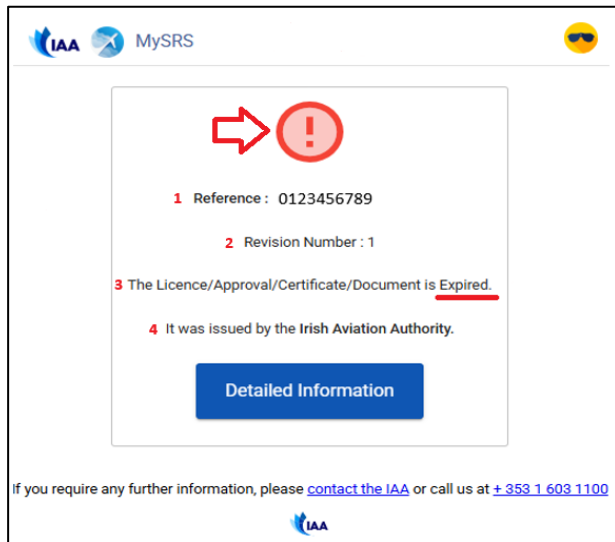 IAA MySRS
1 Reference : 0123456789
2 Revision Number : 1
3 The Licence/Approval/Certificate/Document is Expired.
4 It was issued by the Irish Aviation Authority.
Detailed Information
If you require any further information, please contact the IAA or call us at + 353 1 603 1100
IAA